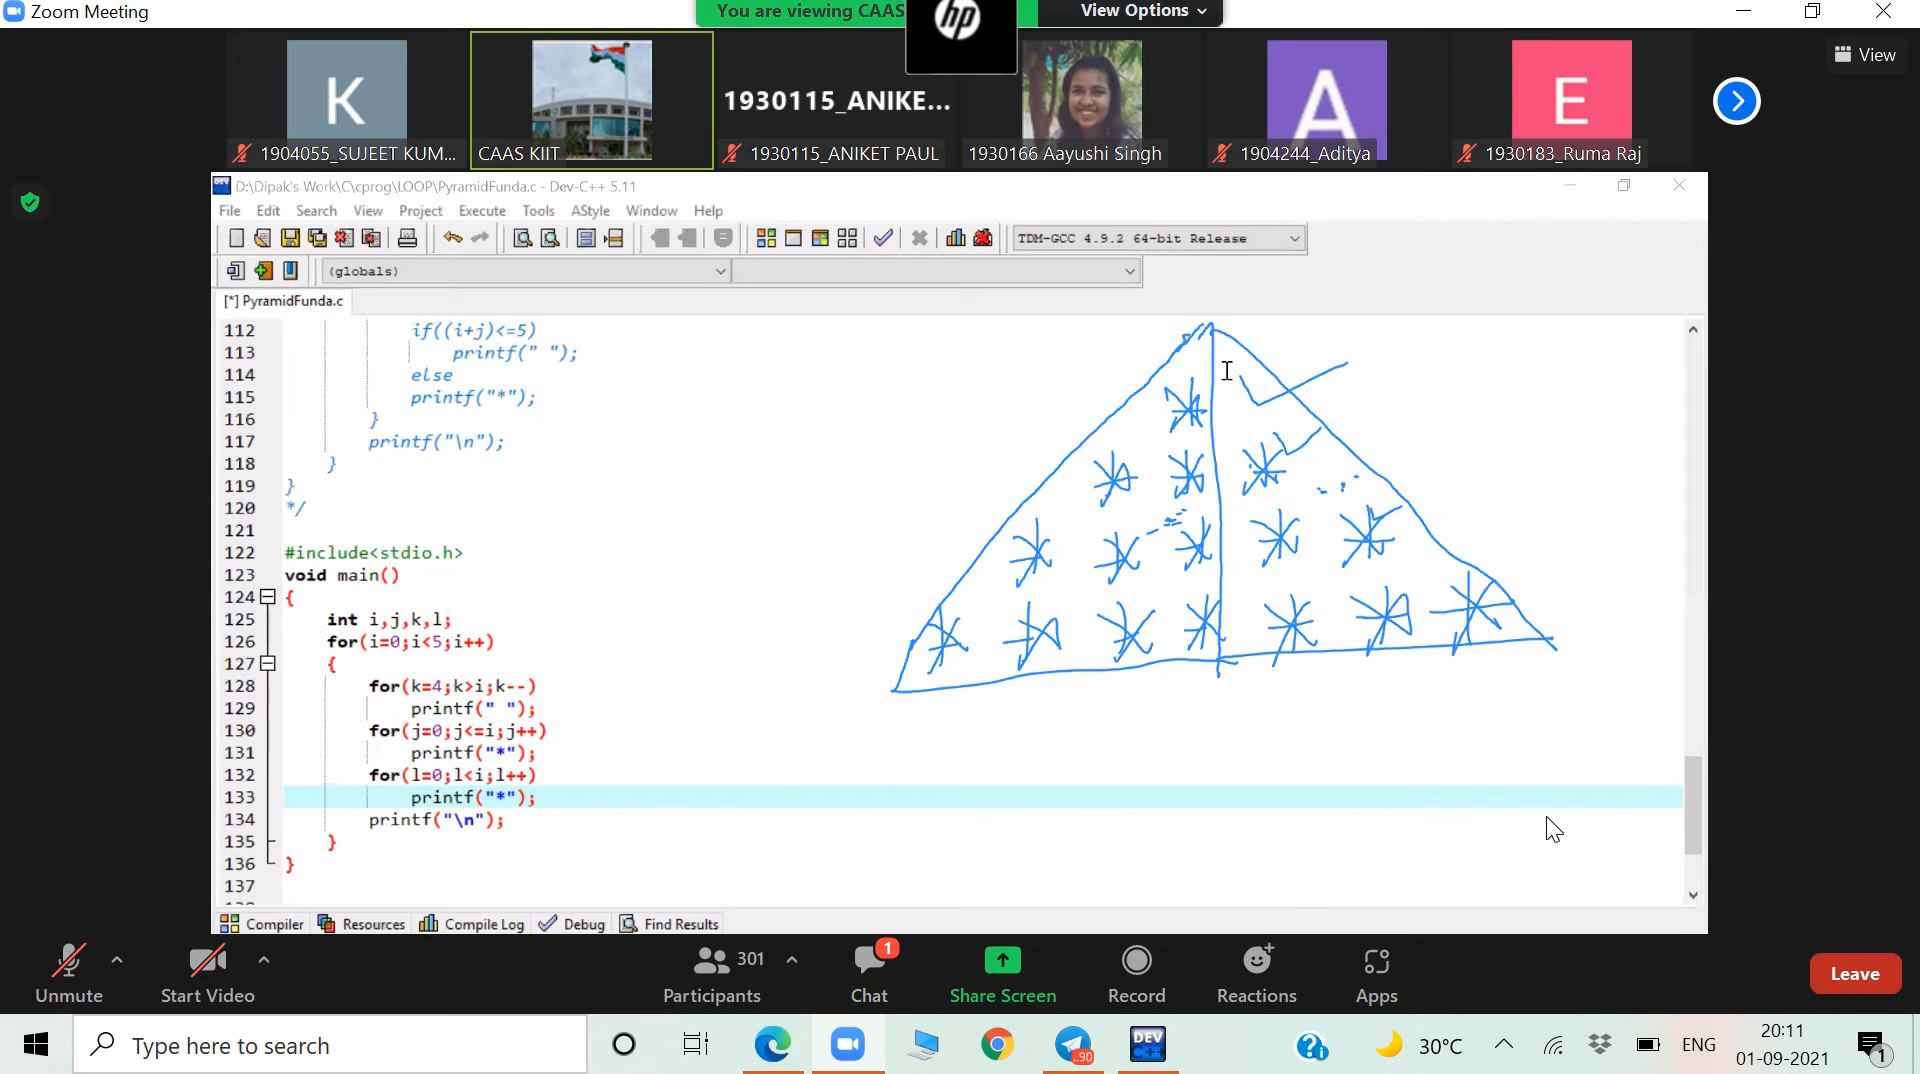 Zoom Meeting
You are viewing CAAS
hp
View Options
View
K
1930115_ANIKE...
A
E
1904055_SUJEET KUM...
CAAS KIIT
1930115_ANIKET PAUL
1930166 Aayushi Singh
1904244_Aditya
1930183_Ruma Raj
DEV
D:\Dipak's Work\C\cprog\LOOP\PyramidFunda.c - Dev-C++ 5.11
File Edit Search View Project Execute Tools AStyle Window Help
TDM-GCC 4.9.2 64-bit Release
(globals)
[*] PyramidFunda.c
112 if((i+j)<=5)
113 printf(" ");
114 else
115 printf("*");
116 }
117 printf("\n");
118 }
119 }
120 */
121
122 #include<stdio.h>
123 void main()
124 {
125 int i,j,k,l;
126 for(i=0;i<5;i++)
127 {
128 for(k=4;k>i;k--)
129 printf(" ");
130 for(j=0;j<=i;j++)
131 printf("*");
132 for(l=0;l<i;l++)
133 printf("*");
134 printf("\n");
135 }
136 }
137
Compiler Resources Compile Log Debug Find Results
Unmute
Start Video
301
Participants
1
Chat
Share Screen
Record
Reactions
Apps
Leave
Type here to search
..90
DEV
C++
30°C
ENG
20:11
01-09-2021
1